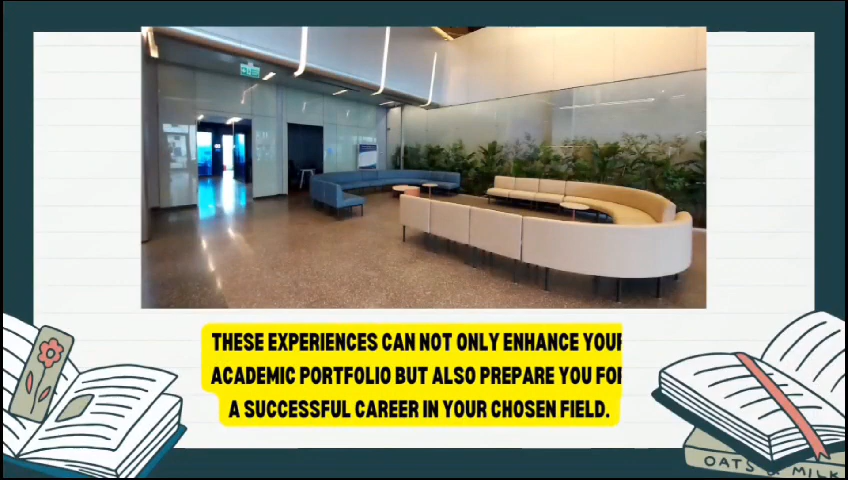 THESE EXPERIENCES CAN NOT ONLY ENHANCE YOUR
ACADEMIC PORTFOLIO BUT ALSO PREPARE YOU FOR
A SUCCESSFUL CAREER IN YOUR CHOSEN FIELD.
OATS & MILK